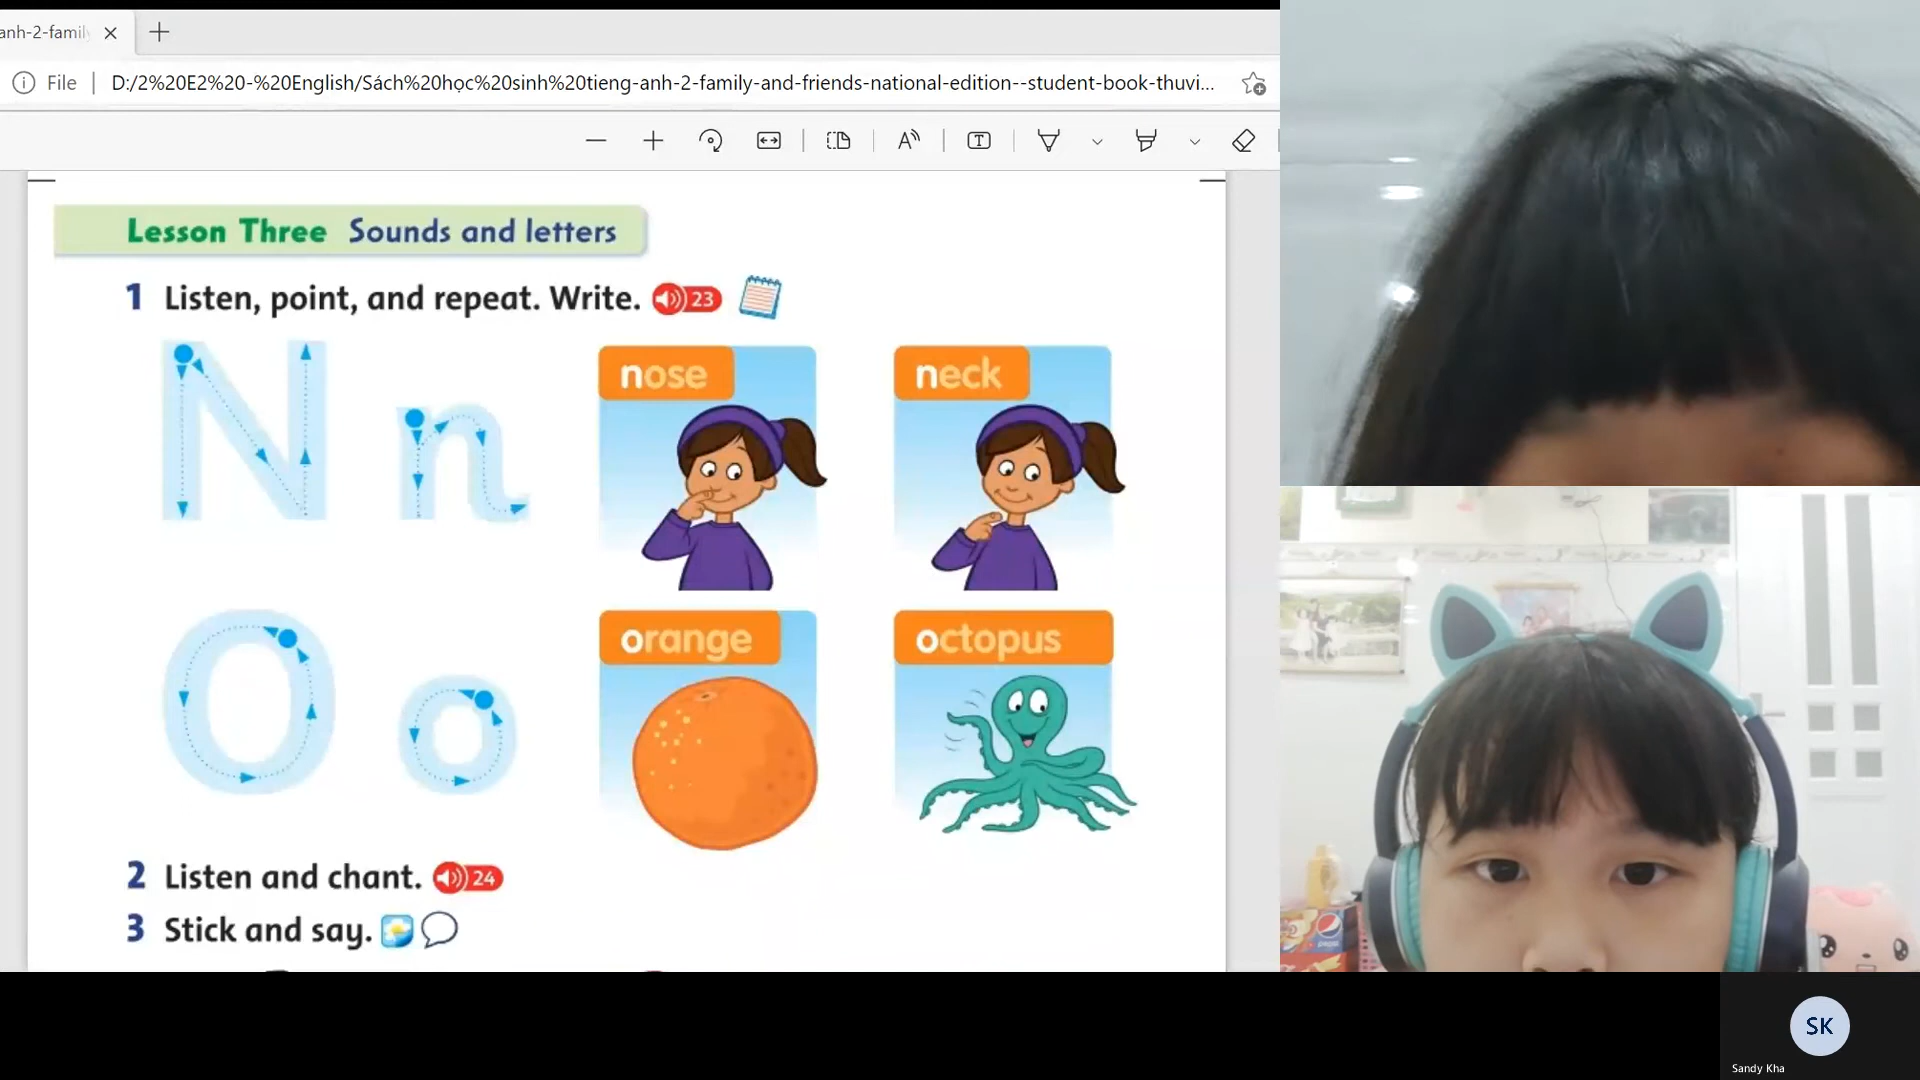 anh-2-famil
File
D:/2%20E2%20-%20English/Sách%20học%20sinh%20tieng-anh-2-family-and-friends-national-edition--student-book-thuvi...
Lesson Three Sounds and letters
1 Listen, point, and repeat. Write. 23
N n
nose
neck
O o
orange
octopus
2 Listen and chant. 24
3 Stick and say.
SK
Sandy Kha